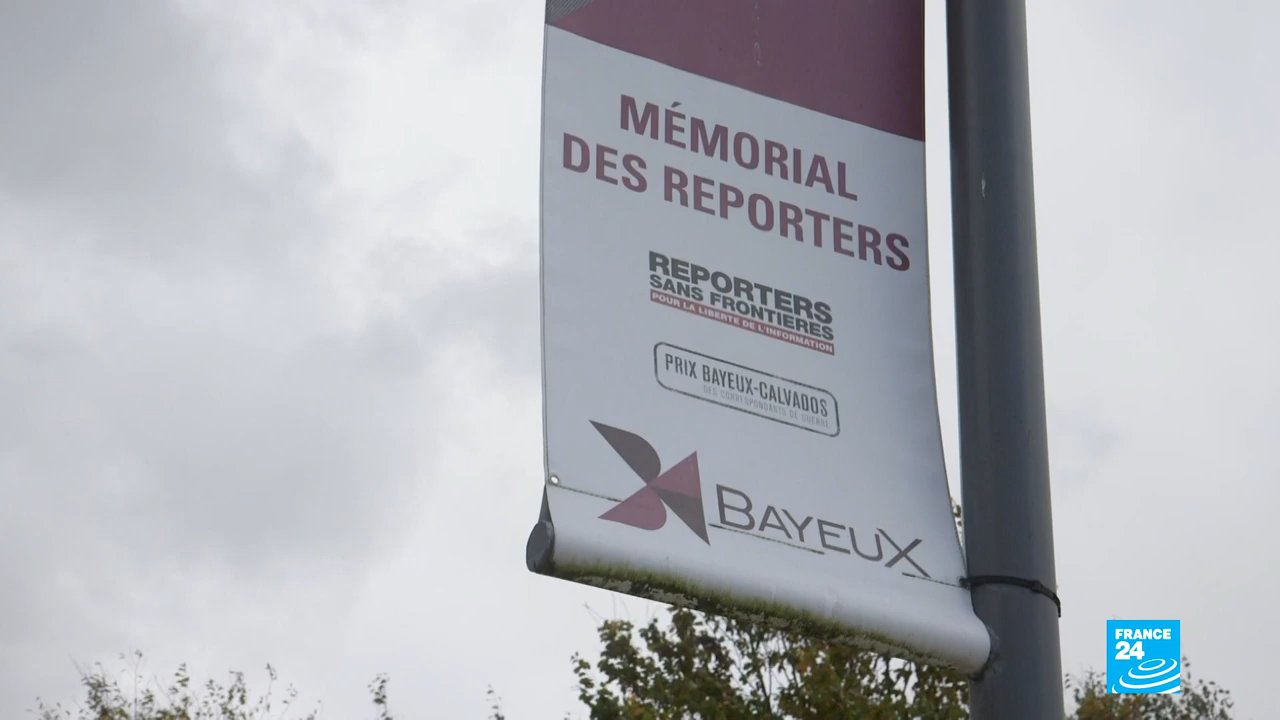 MÉMORIAL
DES REPORTERS
REPORTERS
SANS FRONTIERES
POUR LA LIBERTE DE L'INFORMATION
PRIX BAYEUX-CALVADOS
DES CORRESPONDANTS DE GUERRE
BAYEUX
FRANCE
24